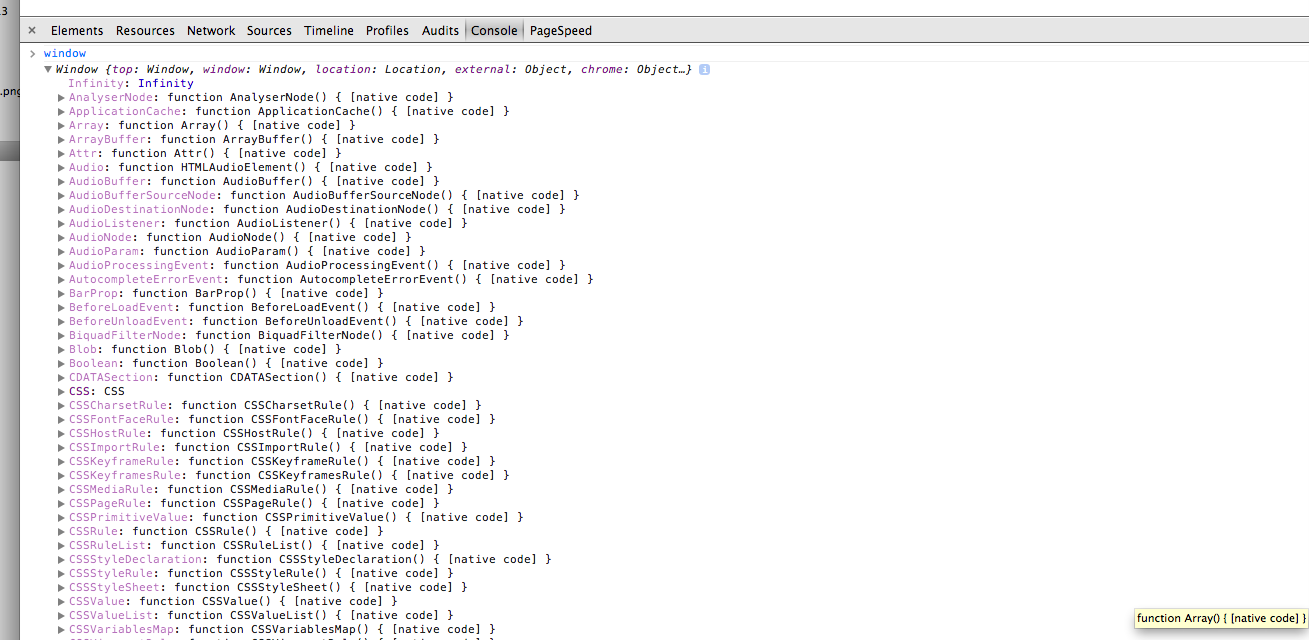 .3
Elements Resources Network Sources Timeline Profiles Audits Console PageSpeed
> window
Window {top: Window, window: Window, location: Location, external: Object, chrome: Object…}
Infinity: Infinity
.png
AnalyserNode: function AnalyserNode() { [native code] }
ApplicationCache: function ApplicationCache() { [native code] }
Array: function Array() { [native code] }
ArrayBuffer: function ArrayBuffer() { [native code] }
Attr: function Attr() { [native code] }
Audio: function HTMLAudioElement() { [native code] }
AudioBuffer: function AudioBuffer() { [native code] }
AudioBufferSourceNode: function AudioBufferSourceNode() { [native code] }
AudioDestinationNode: function AudioDestinationNode() { [native code] }
AudioListener: function AudioListener() { [native code] }
AudioNode: function AudioNode() { [native code] }
AudioParam: function AudioParam() { [native code] }
AudioProcessingEvent: function AudioProcessingEvent() { [native code] }
AutocompleteErrorEvent: function AutocompleteErrorEvent() { [native code] }
BarProp: function BarProp() { [native code] }
BeforeLoadEvent: function BeforeLoadEvent() { [native code] }
BeforeUnloadEvent: function BeforeUnloadEvent() { [native code] }
BiquadFilterNode: function BiquadFilterNode() { [native code] }
Blob: function Blob() { [native code] }
Boolean: function Boolean() { [native code] }
CDATASection: function CDATASection() { [native code] }
CSS: CSS
CSSCharsetRule: function CSSCharsetRule() { [native code] }
CSSFontFaceRule: function CSSFontFaceRule() { [native code] }
CSSHostRule: function CSSHostRule() { [native code] }
CSSImportRule: function CSSImportRule() { [native code] }
CSSKeyframeRule: function CSSKeyframeRule() { [native code] }
CSSKeyframesRule: function CSSKeyframesRule() { [native code] }
CSSMediaRule: function CSSMediaRule() { [native code] }
CSSPageRule: function CSSPageRule() { [native code] }
CSSPrimitiveValue: function CSSPrimitiveValue() { [native code] }
CSSRule: function CSSRule() { [native code] }
CSSRuleList: function CSSRuleList() { [native code] }
CSSStyleDeclaration: function CSSStyleDeclaration() { [native code] }
CSSStyleRule: function CSSStyleRule() { [native code] }
CSSStyleSheet: function CSSStyleSheet() { [native code] }
CSSValue: function CSSValue() { [native code] }
CSSValueList: function CSSValueList() { [native code] }
function Array() { [native code] }
CSSVariablesMap: function CSSVariablesMap() { [native code] }